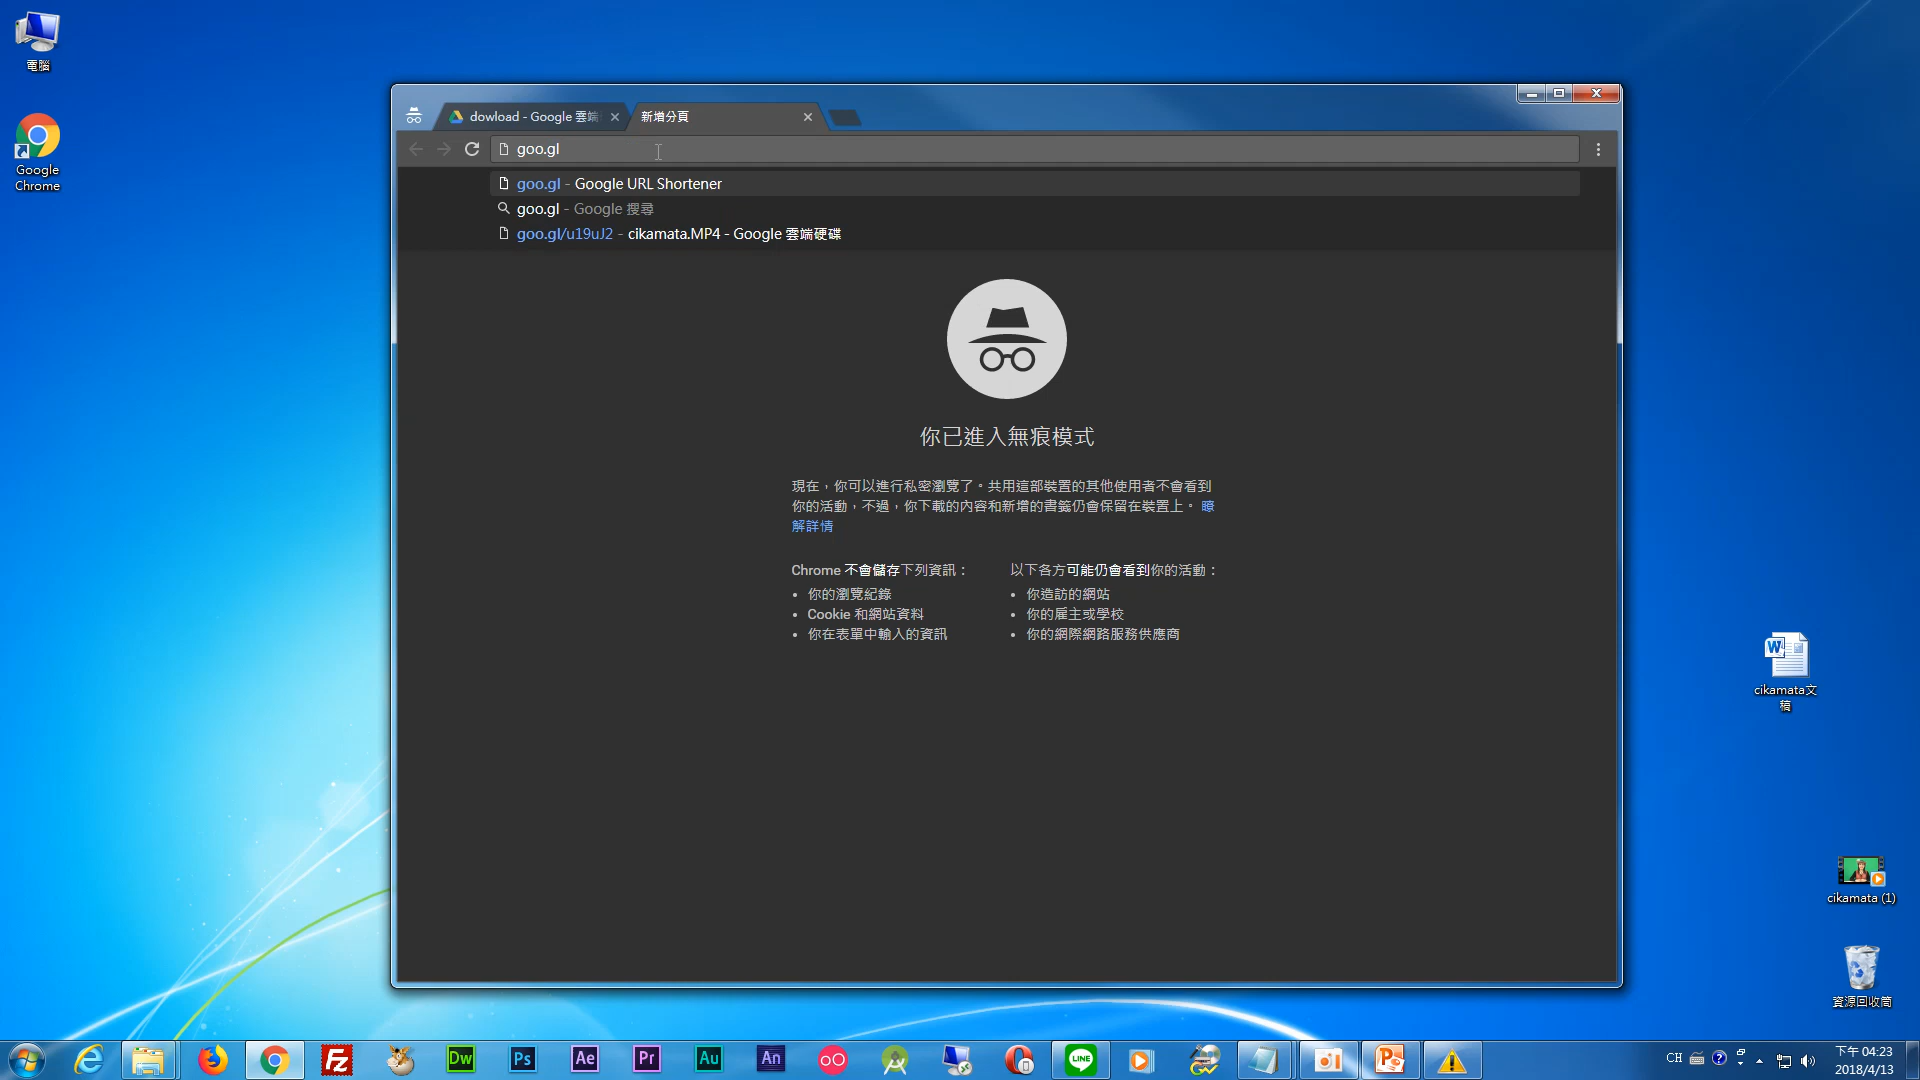 電腦
Google
Chrome
dowload - Google 雲端
新增分頁
goo.gl
goo.gl - Google URL Shortener
goo.gl - Google 搜尋
goo.gl/u19uJ2 - cikamata.MP4 - Google 雲端硬碟
你已進入無痕模式
現在，你可以進行私密瀏覽了。共用這部裝置的其他使用者不會看到
你的活動，不過，你下載的內容和新增的書籤仍會保留在裝置上。 瞭
解詳情
Chrome 不會儲存下列資訊：
你的瀏覽紀錄
Cookie 和網站資料
你在表單中輸入的資訊
以下各方可能仍會看到你的活動：
你造訪的網站
你的雇主或學校
你的網際網路服務供應商
cikamata文
稿
cikamata (1)
資源回收筒
Fz
Dw
Ps
Ae
Pr
Au
An
LINE
CH
下午 04:23
2018/4/13